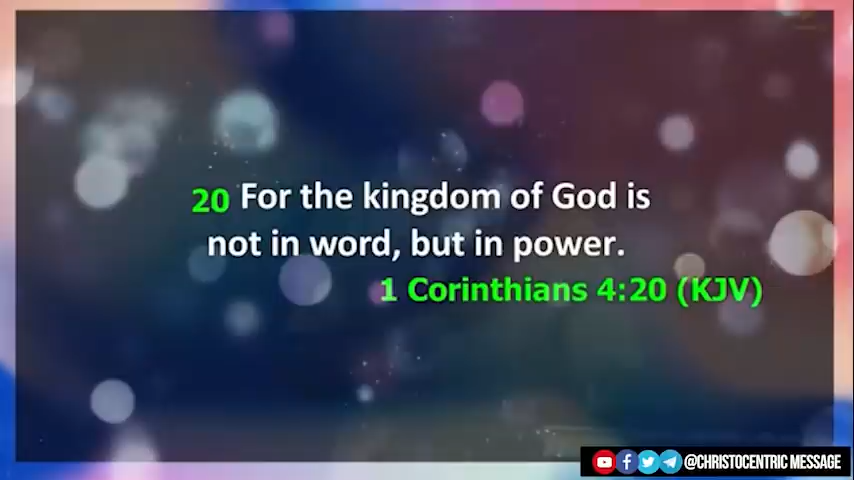 20 For the kingdom of God is
not in word, but in power.
1 Corinthians 4:20 (KJV)
@CHRISTOCENTRIC MESSAGE